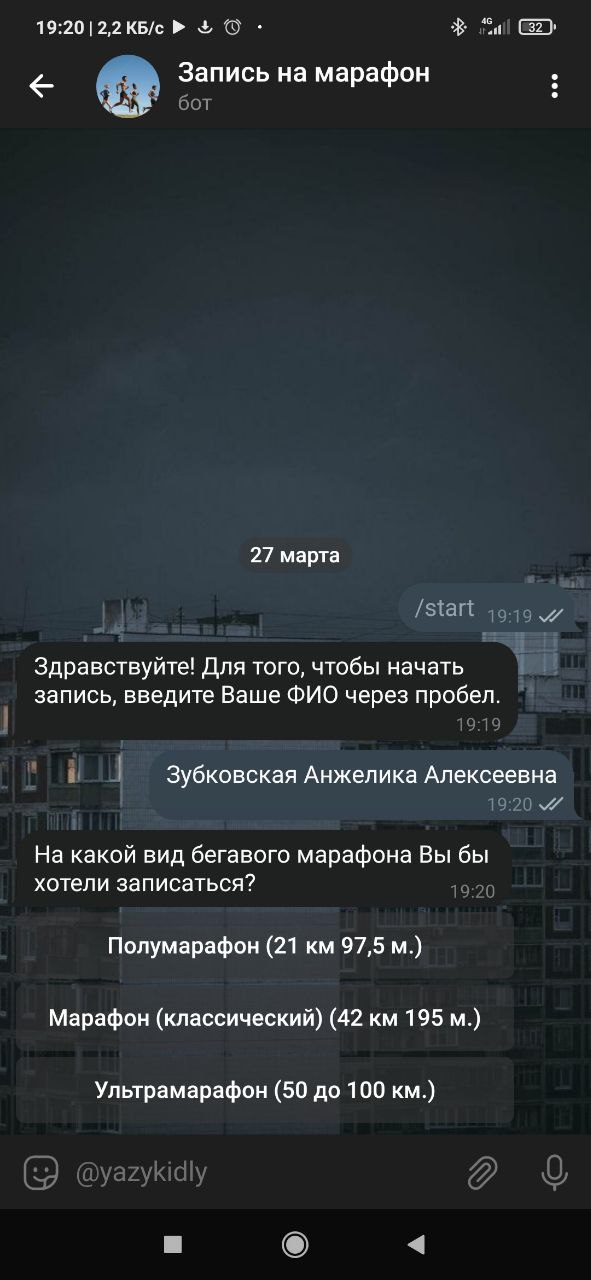 19:20 | 2,2 КБ/с
4G
32
Запись на марафон
бот
27 марта
/start 19:19
Здравствуйте! Для того, чтобы начать
запись, введите Ваше ФИО через пробел.
19:19
Зубковская Анжелика Алексеевна
19:20
На какой вид бегавого марафона Вы бы
хотели записаться?
19:20
Полумарафон (21 км 97,5 м.)
Марафон (классический) (42 км 195 м.)
Ультрамарафон (50 до 100 км.)
@yazykidly